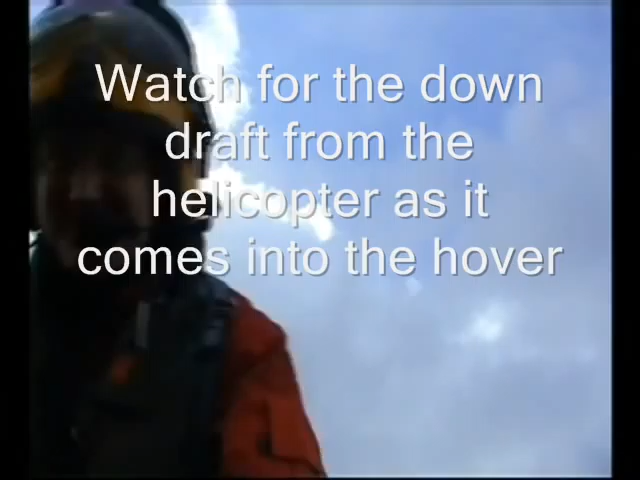 Watch for the down
draft from the
helicopter as it
comes into the hover